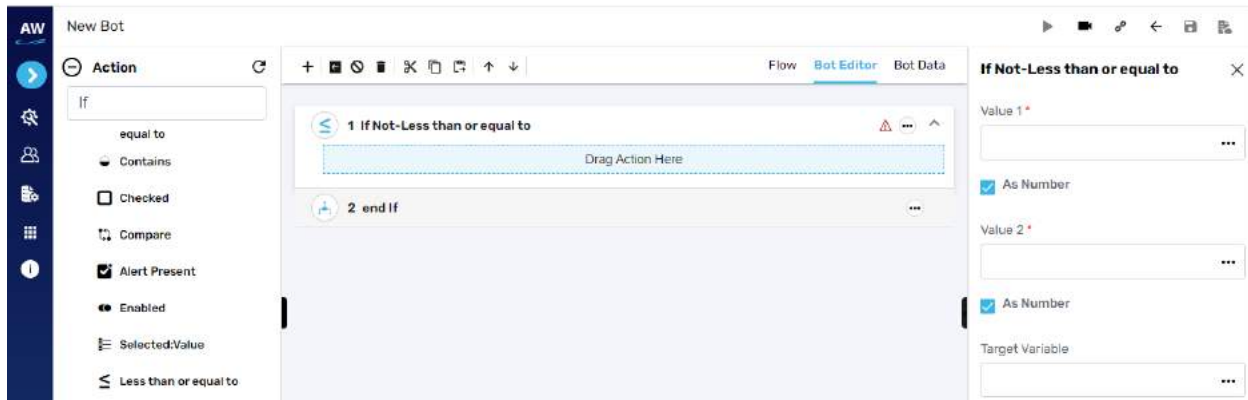 AW
New Bot
Action
If
equal to
Contains
Checked
Compare
Alert Present
Enabled
Selected:Value
Less than or equal to
Flow Bot Editor Bot Data
1 If Not-Less than or equal to
Drag Action Here
2 end If
If Not-Less than or equal to
Value 1*
As Number
Value 2*
As Number
Target Variable